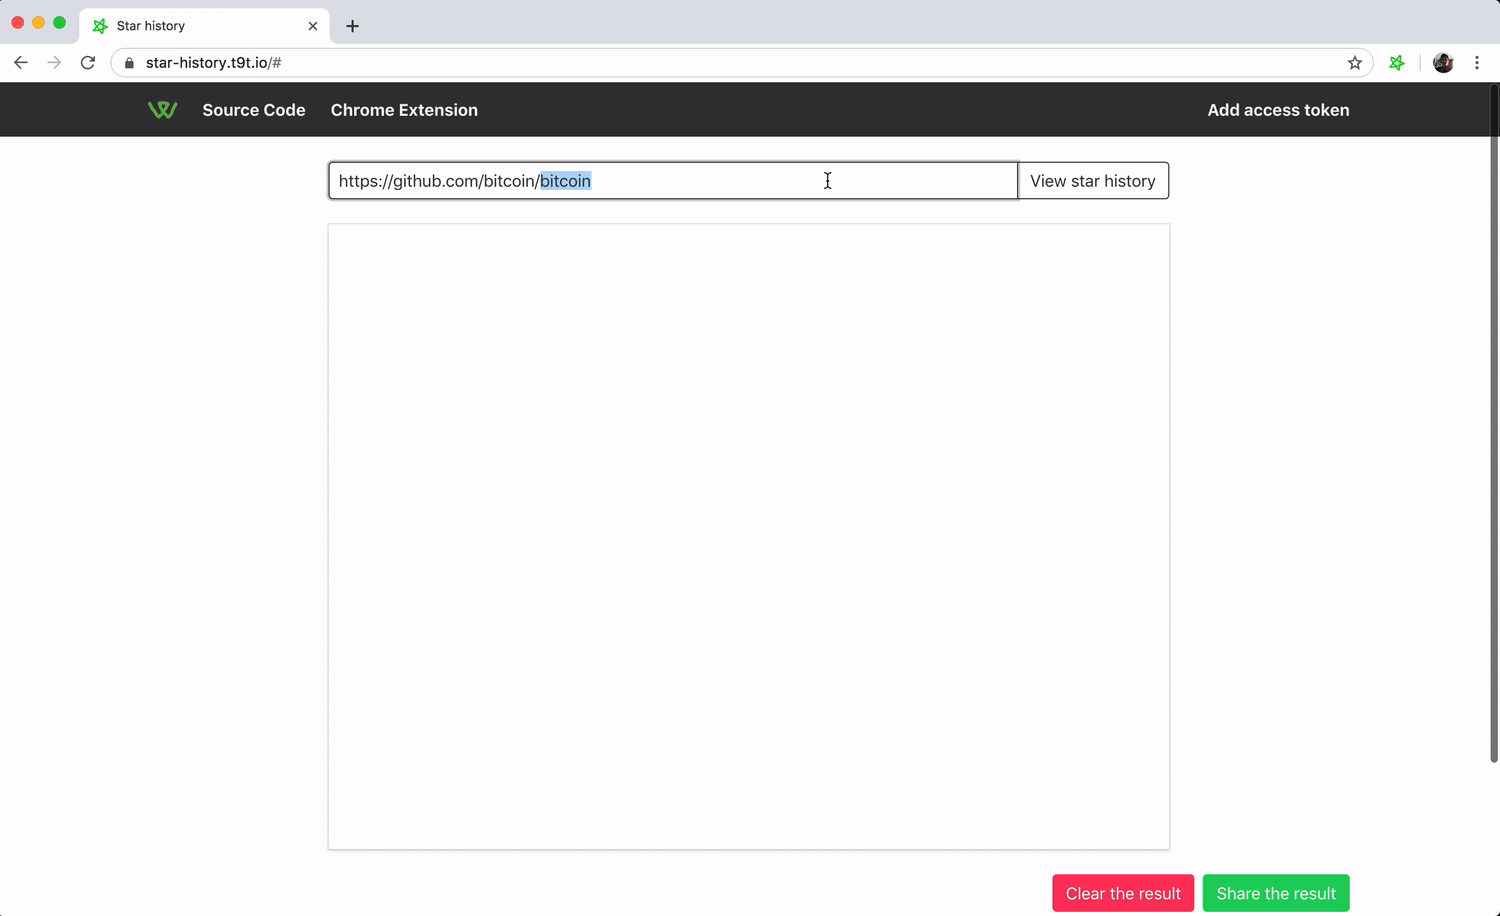 Star history
star-history.t9t.io/#
Source Code Chrome Extension Add access token
https://github.com/bitcoin/bitcoin View star history
Clear the result Share the result